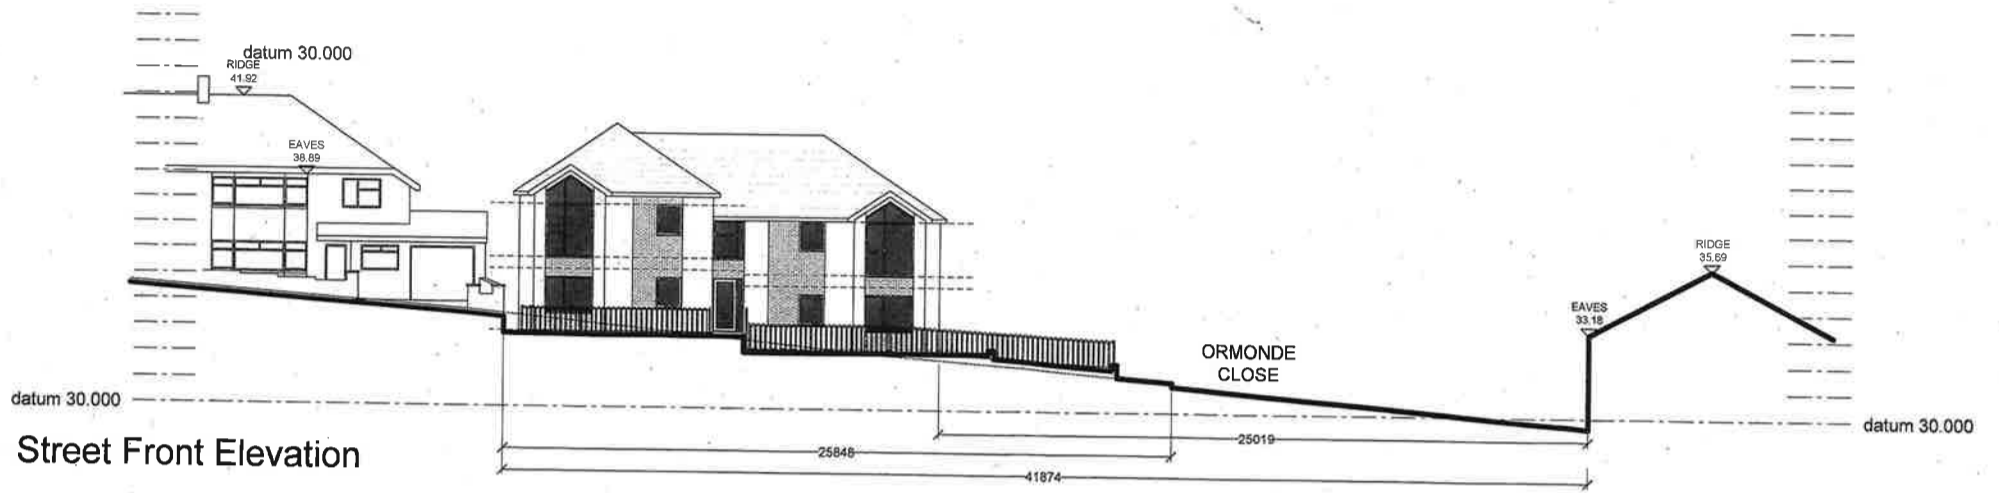 datum 30.000
RIDGE
41.92
EAVES
38.89
RIDGE
35.69
EAVES
33.18
ORMONDE
CLOSE
datum 30.000
datum 30.000
Street Front Elevation
25019
25848
41874